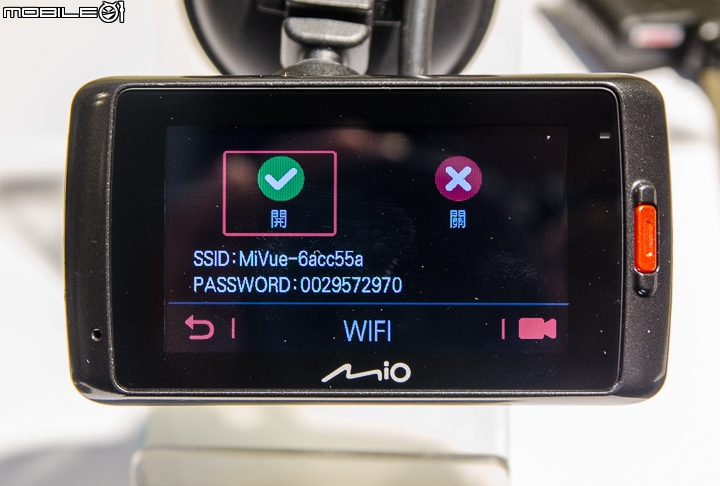 MOBILE01
開
關
SSID:MiVue-6acc55a
PASSWORD:0029572970
WIFI
Mio